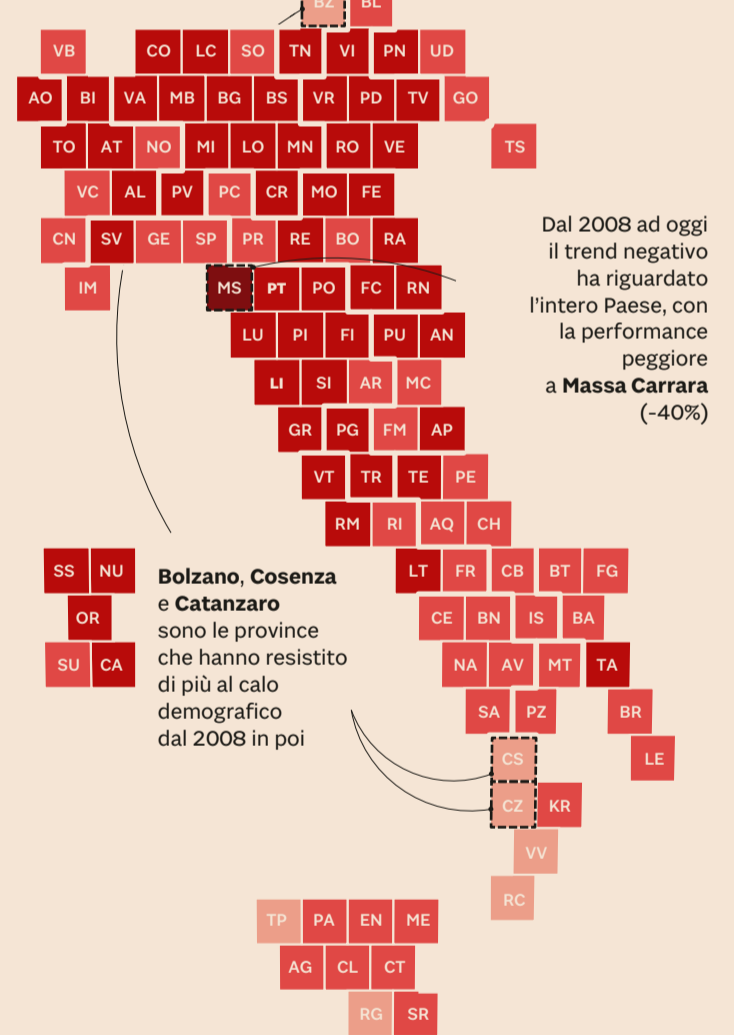 BZ BL
VB CO LC SO TN VI PN UD
AO BI VA MB BG BS VR PD TV GO
TO AT NO MI LO MN RO VE TS
VC AL PV PC CR MO FE
CN SV GE SP PR RE BO RA
IM MS PT PO FC RN
LU PI FI PU AN
LI SI AR MC
GR PG FM AP
VT TR TE PE
RM RI AQ CH
Dal 2008 ad oggi
il trend negativo
ha riguardato
l'intero Paese, con
la performance
peggiore
a Massa Carrara
(-40%)
SS NU
OR
SU CA
Bolzano, Cosenza
e Catanzaro
sono le province
che hanno resistito
di più al calo
demografico
dal 2008 in poi
LT FR CB BT FG
CE BN IS BA
NA AV MT TA
SA PZ BR
CS LE
CZ KR
VV
RC
TP PA EN ME
AG CL CT
RG SR